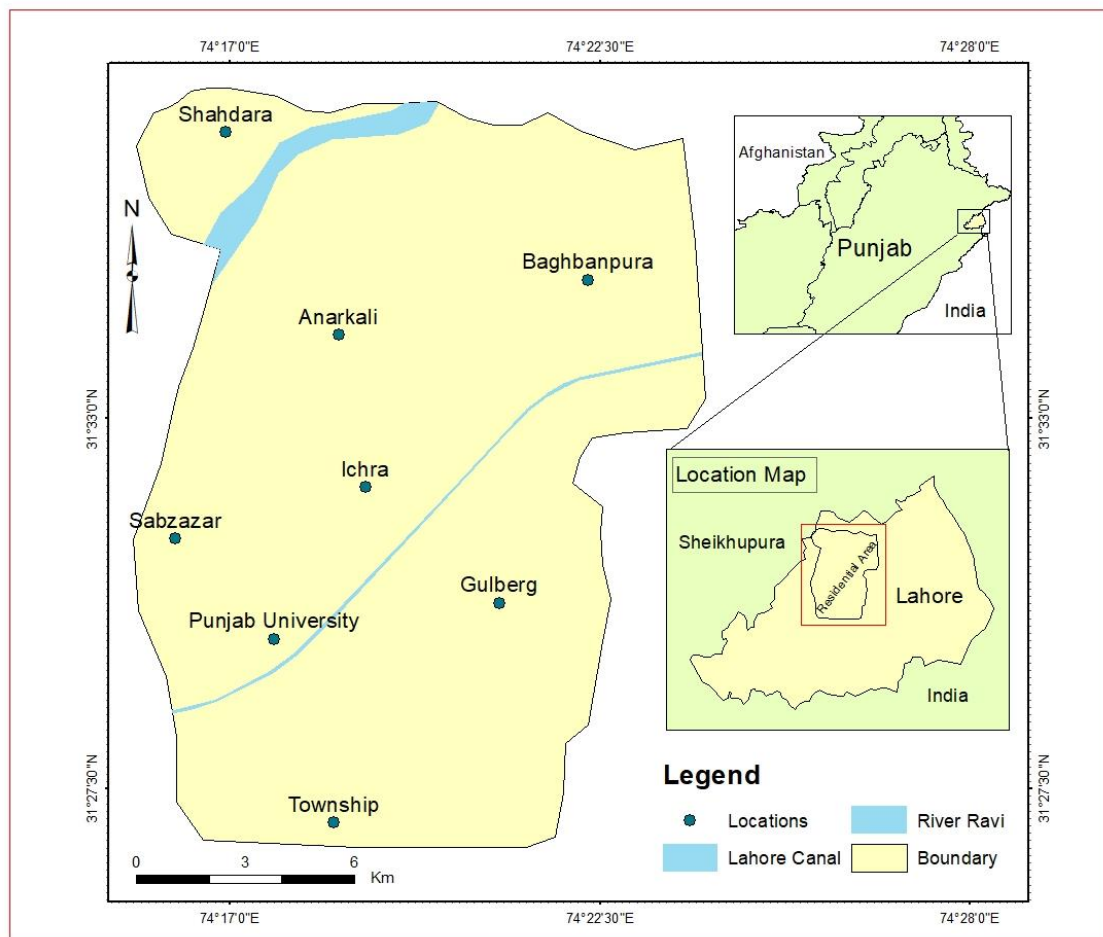 74°17'0"E 74°22'30"E 74°28'0"E
Shahdara
Afghanistan
N
Punjab
Baghbanpura
India
Anarkali
31°33'0"N 31°33'0"N
Ichra
Location Map
Sabzazar
Sheikhupura
Residential Area
Gulberg
Lahore
Punjab University
India
Legend
31°27'30"N 31°27'30"N
Township
Locations River Ravi
Lahore Canal Boundary
0 3 6
Km
74°17'0"E 74°22'30"E 74°28'0"E